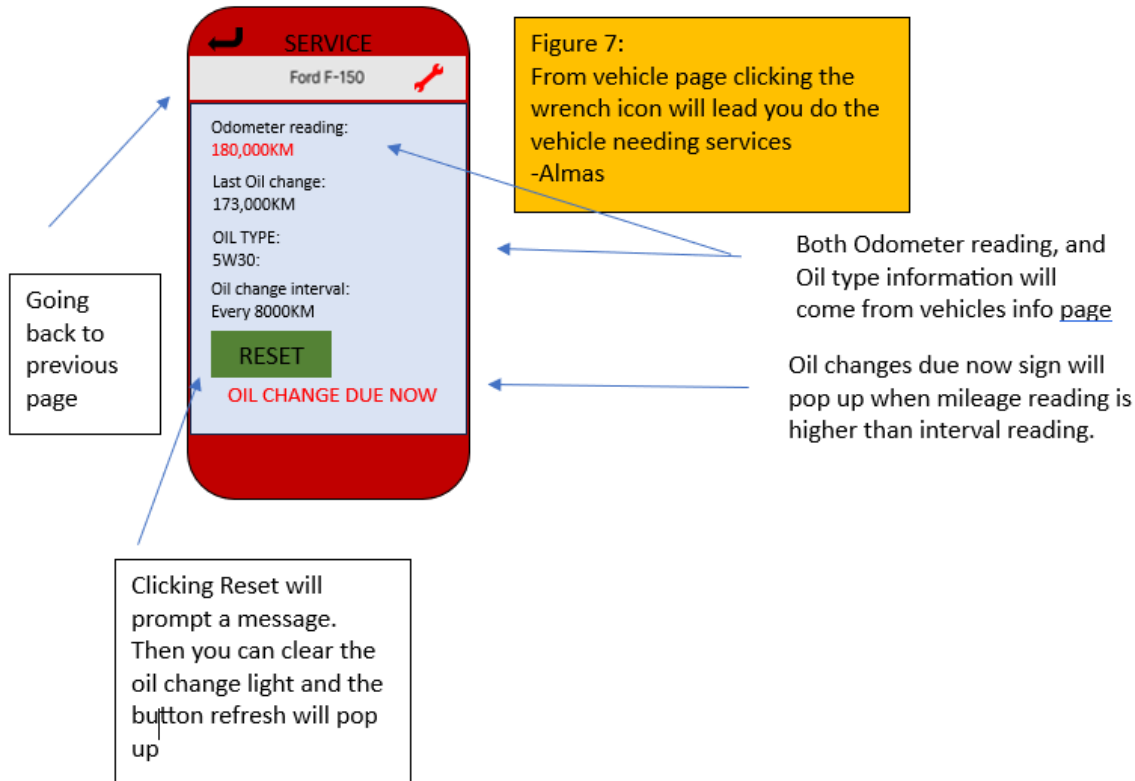 SERVICE
Ford F-150
Odometer reading:
180,000KM
Last Oil change:
173,000KM
OIL TYPE:
5W30:
Oil change interval:
Every 8000KM
RESET
OIL CHANGE DUE NOW
Figure 7:
From vehicle page clicking the
wrench icon will lead you do the
vehicle needing services
-Almas
Both Odometer reading, and
Oil type information will
come from vehicles info page
Oil changes due now sign will
pop up when mileage reading is
higher than interval reading.
Going
back to
previous
page
Clicking Reset will
prompt a message.
Then you can clear the
oil change light and the
button refresh will pop
up